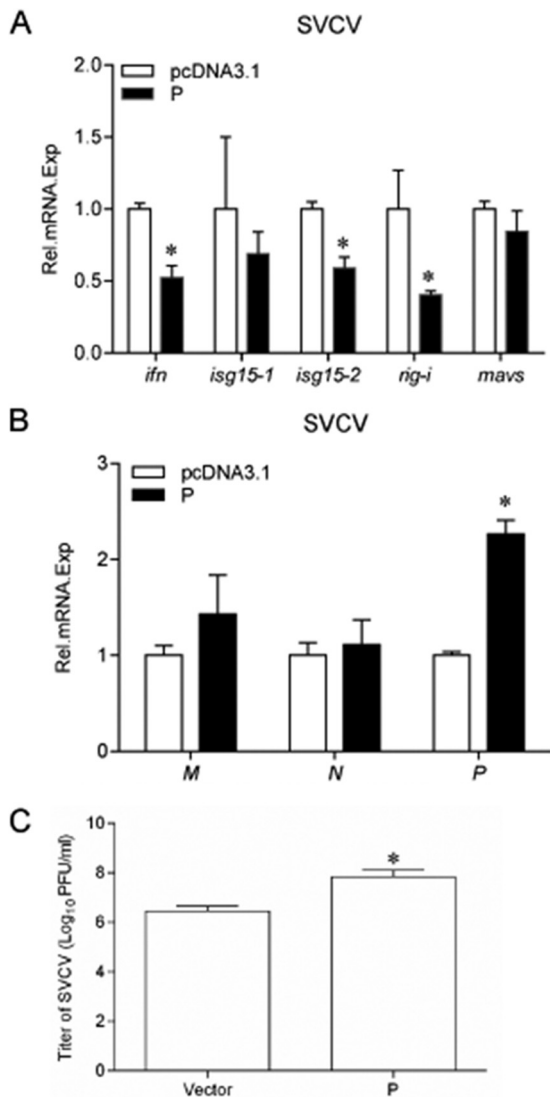 A
SVCV
pcDNA3.1
P
Rel.mRNA.Exp
2.0
1.5
1.0
0.5
0.0
*
*
*
ifn
isg15-1
isg15-2
rig-i
mavs
B
SVCV
pcDNA3.1
P
Rel.mRNA.Exp
3
2
1
0
*
M
N
P
C
Titer of SVCV (Log10PFU/ml)
10
8
6
4
2
0
*
Vector
P